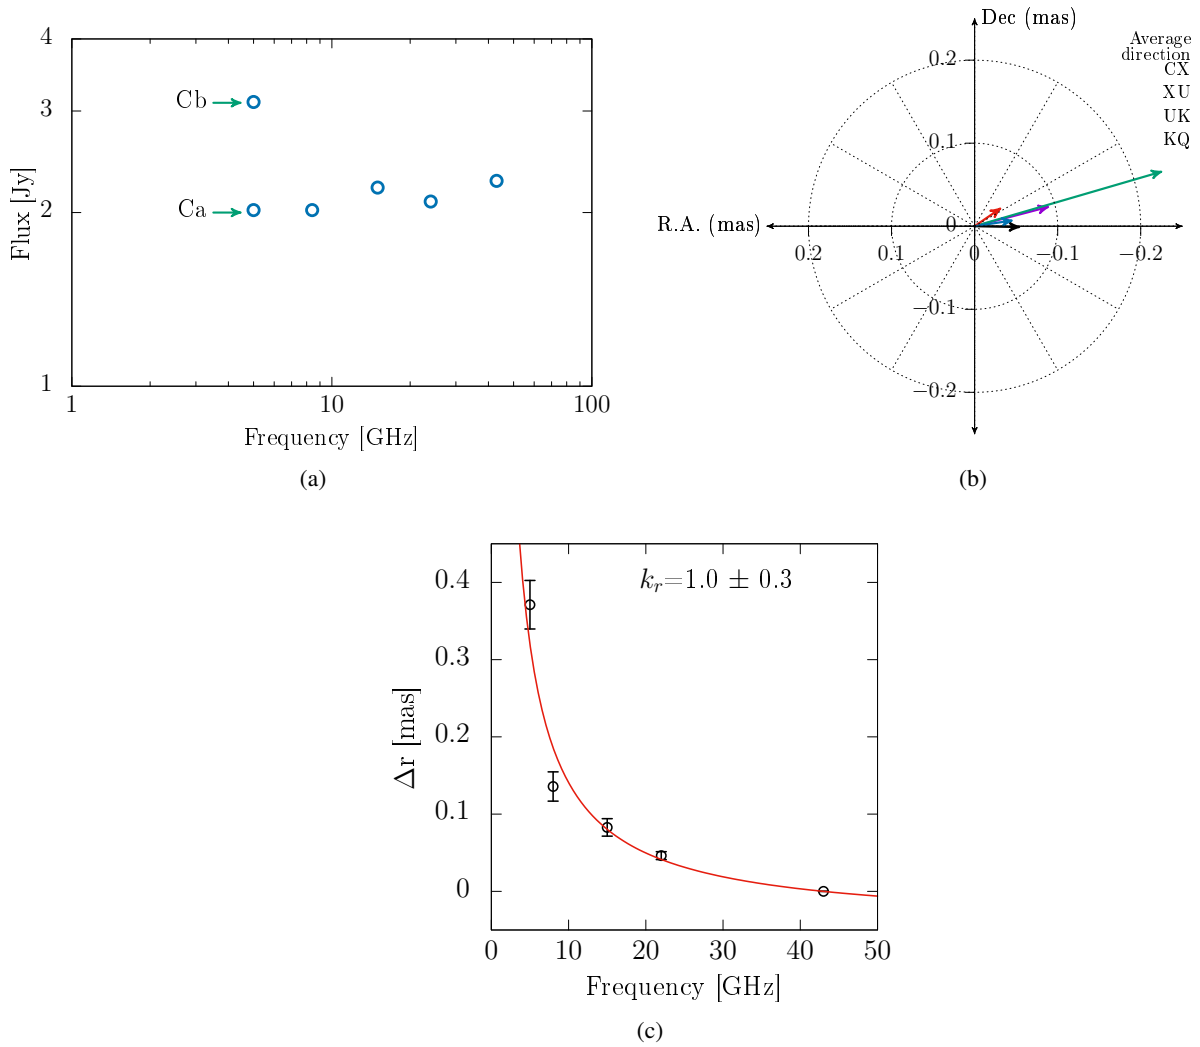 4
3
2
1
Flux [Jy]
Cb
Ca
1
10
100
Frequency [GHz]
(a)
Dec (mas)
Average
direction
CX
XU
UK
KQ
0.2
0.1
0
−0.1
−0.2
R.A. (mas)
0.2
0.1
0
−0.1
−0.2
(b)
kr=1.0 ± 0.3
0.4
0.3
0.2
0.1
0
Δr [mas]
0
10
20
30
40
50
Frequency [GHz]
(c)